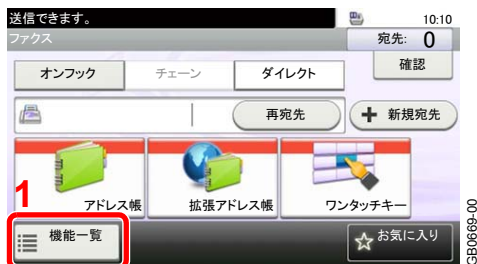 送信できます。
10:10
ファクス
宛先: 0
オンフック
チェーン
ダイレクト
確認
再宛先
+ 新規宛先
アドレス帳
拡張アドレス帳
ワンタッチキー
1
機能一覧
お気に入り
GB0669-00